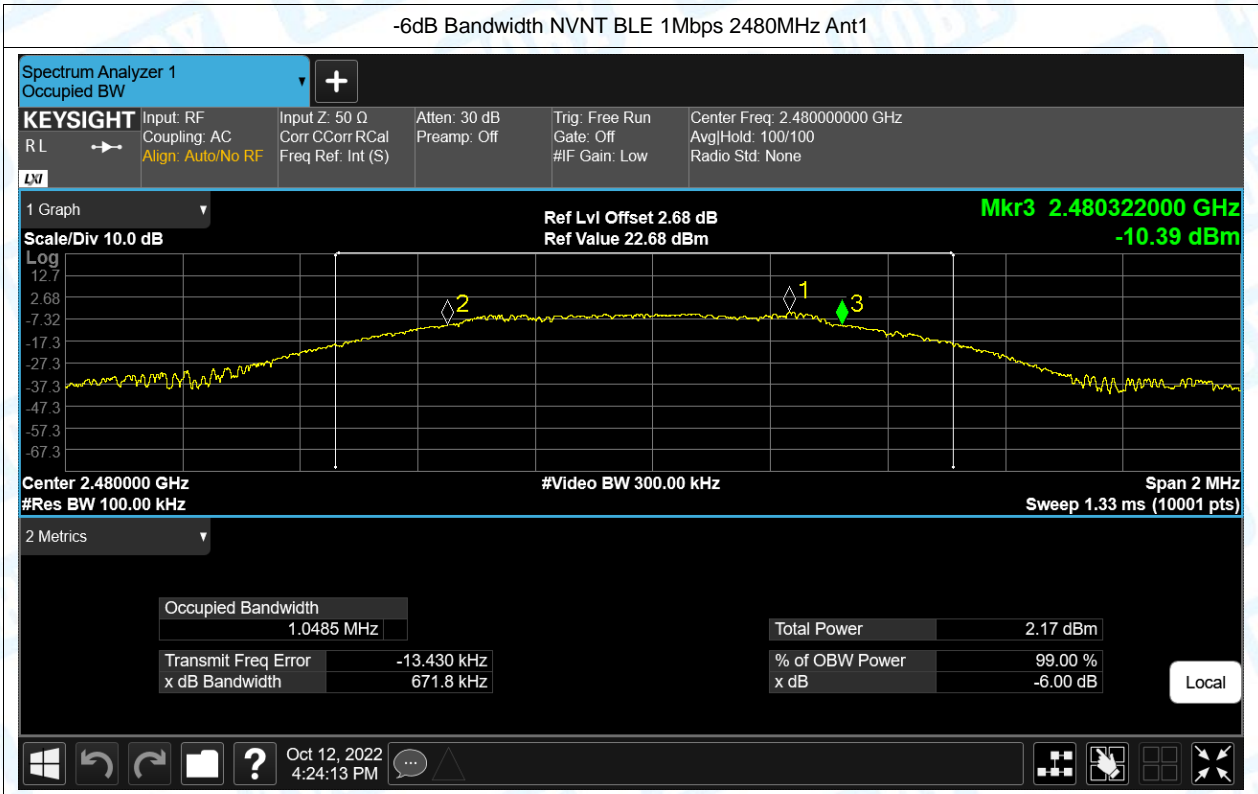 -6dB Bandwidth NVNT BLE 1Mbps 2480MHz Ant1
Spectrum Analyzer 1
Occupied BW
KEYSIGHT
R L
LXI
Input: RF
Coupling: AC
Align: Auto/No RF
Input Z: 50 Ω
Corr CCorr RCal
Freq Ref: Int (S)
Atten: 30 dB
Preamp: Off
Trig: Free Run
Gate: Off
#IF Gain: Low
Center Freq: 2.480000000 GHz
Avg|Hold: 100/100
Radio Std: None
1 Graph
Scale/Div 10.0 dB
Ref Lvl Offset 2.68 dB
Ref Value 22.68 dBm
Mkr3 2.480322000 GHz
-10.39 dBm
Log
12.7
2.68
-7.32
-17.3
-27.3
-37.3
-47.3
-57.3
-67.3
2
1
3
Center 2.480000 GHz
#Video BW 300.00 kHz
Span 2 MHz
#Res BW 100.00 kHz
Sweep 1.33 ms (10001 pts)
2 Metrics
Occupied Bandwidth
1.0485 MHz
Transmit Freq Error -13.430 kHz
x dB Bandwidth 671.8 kHz
Total Power 2.17 dBm
% of OBW Power 99.00 %
x dB -6.00 dB
Local
Oct 12, 2022
4:24:13 PM